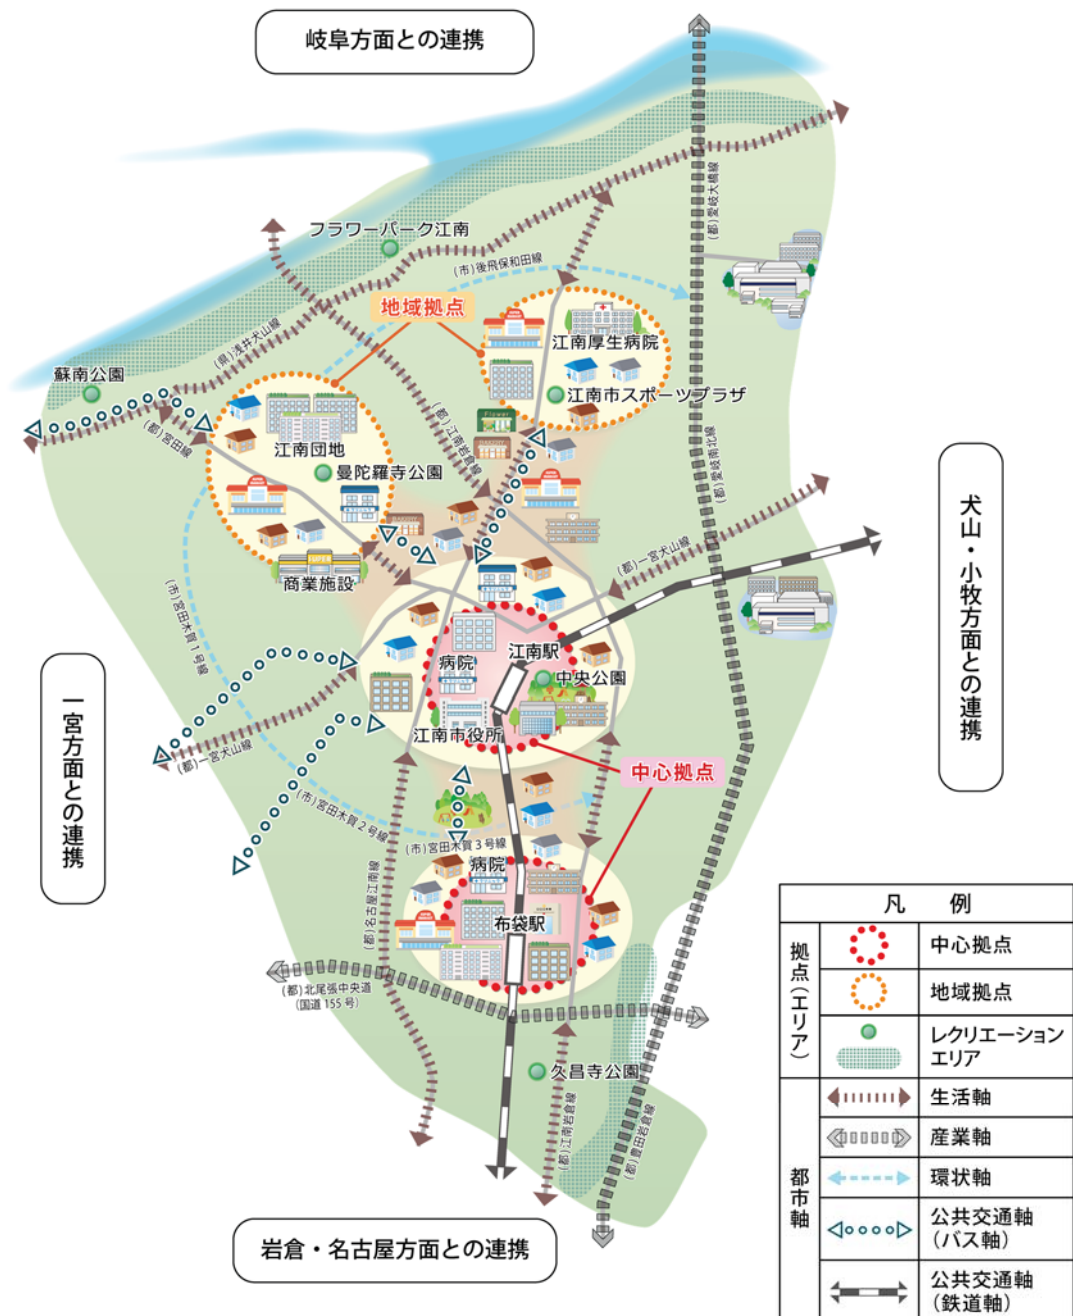 岐阜方面との連携
(都)愛岐大橋線
フラワーパーク江南
(市)後飛保和田線
地域拠点
江南厚生病院
(県)浅井犬山線
蘇南公園
江南市スポーツプラザ
(都)宮田線
(都)江南岩倉線
江南団地
曼陀羅寺公園
(都)愛岐南北線
犬山・小牧方面との連携
商業施設
(都)一宮犬山線
(市)宮田木賀1号線
江南駅
病院
中央公園
一宮方面との連携
江南市役所
(都)一宮犬山線
中心拠点
(市)宮田木賀2号線
(市)宮田木賀3号線
病院
(都)名古屋江南線
布袋駅
(都)北尾張中央道
(国道155号)
久昌寺公園
(都)江南岩倉線
(都)豊田岩倉線
岩倉・名古屋方面との連携
凡 例
拠点(エリア)
中心拠点
地域拠点
レクリエーション
エリア
都市軸
生活軸
産業軸
環状軸
公共交通軸
(バス軸)
公共交通軸
(鉄道軸)